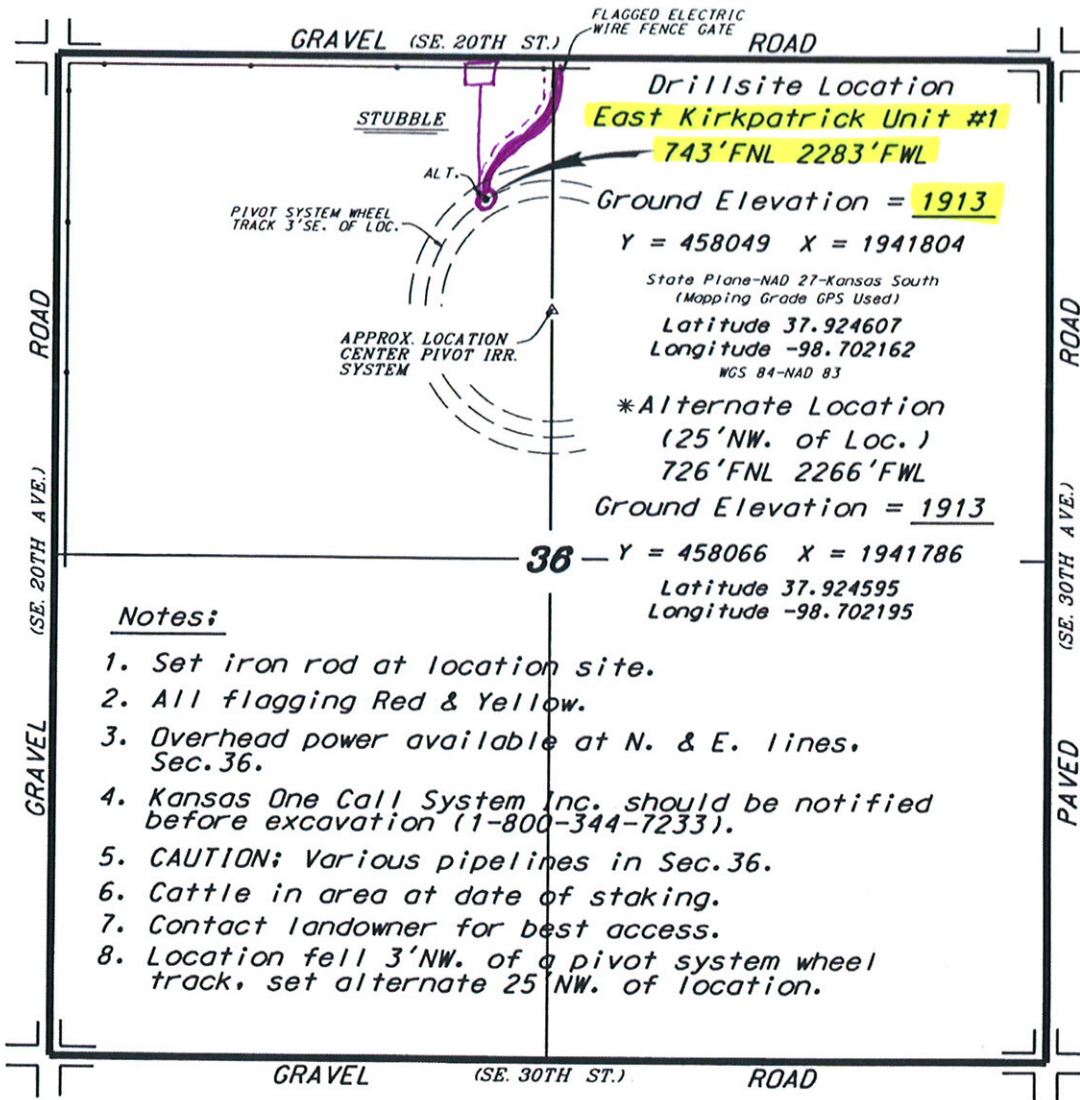 FLAGGED ELECTRIC
WIRE FENCE GATE
GRAVEL (SE. 20TH ST.) ROAD
Drillsite Location
East Kirkpatrick Unit #1
743'FNL 2283'FWL
STUBBLE
ALT.
PIVOT SYSTEM WHEEL
TRACK 3'SE. OF LOC.
Ground Elevation = 1913
Y = 458049 X = 1941804
State Plane-NAD 27-Kansas South
(Mapping Grade GPS Used)
Latitude 37.924607
Longitude -98.702162
WGS 84-NAD 83
APPROX. LOCATION
CENTER PIVOT IRR.
SYSTEM
*Alternate Location
(25'NW. of Loc.)
726'FNL 2266'FWL
Ground Elevation = 1913
36
Y = 458066 X = 1941786
Latitude 37.924595
Longitude -98.702195
ROAD
(SE. 20TH AVE.)
GRAVEL
ROAD
(SE. 30TH AVE.)
PAVED
Notes:
1. Set iron rod at location site.
2. All flagging Red & Yellow.
3. Overhead power available at N. & E. lines,
Sec.36.
4. Kansas One Call System Inc. should be notified
before excavation (1-800-344-7233).
5. CAUTION: Various pipelines in Sec.36.
6. Cattle in area at date of staking.
7. Contact landowner for best access.
8. Location fell 3'NW. of a pivot system wheel
track, set alternate 25'NW. of location.
GRAVEL (SE. 30TH ST.) ROAD